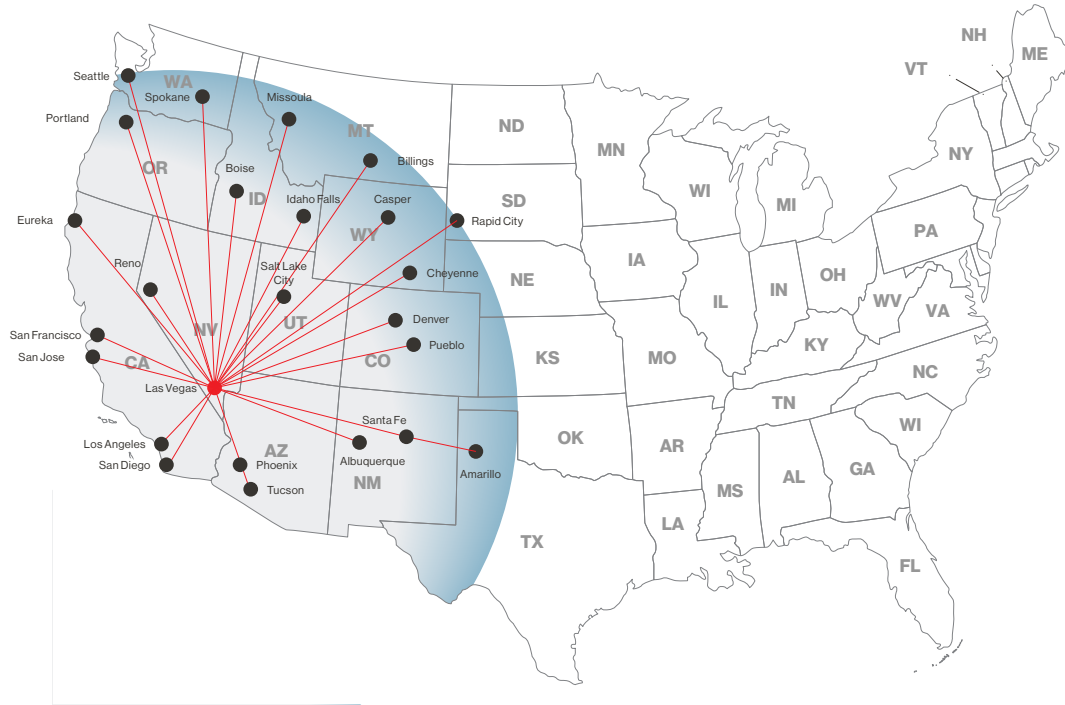 NH
ME
VT
Seattle
WA
Spokane
Missoula
Portland
MT
ND
MN
NY
Billings
OR
Boise
ID
WI
MI
Idaho Falls
Casper
SD
Eureka
Rapid City
WY
PA
Reno
Salt Lake
City
Cheyenne
NE
IA
OH
IN
IL
WV
VA
San Francisco
NV
UT
Denver
Pueblo
KY
San Jose
CA
CO
KS
MO
NC
Las Vegas
TN
Santa Fe
WI
Los Angeles
AZ
OK
AR
San Diego
Phoenix
Albuquerque
Amarillo
GA
NM
AL
MS
Tucson
LA
TX
FL